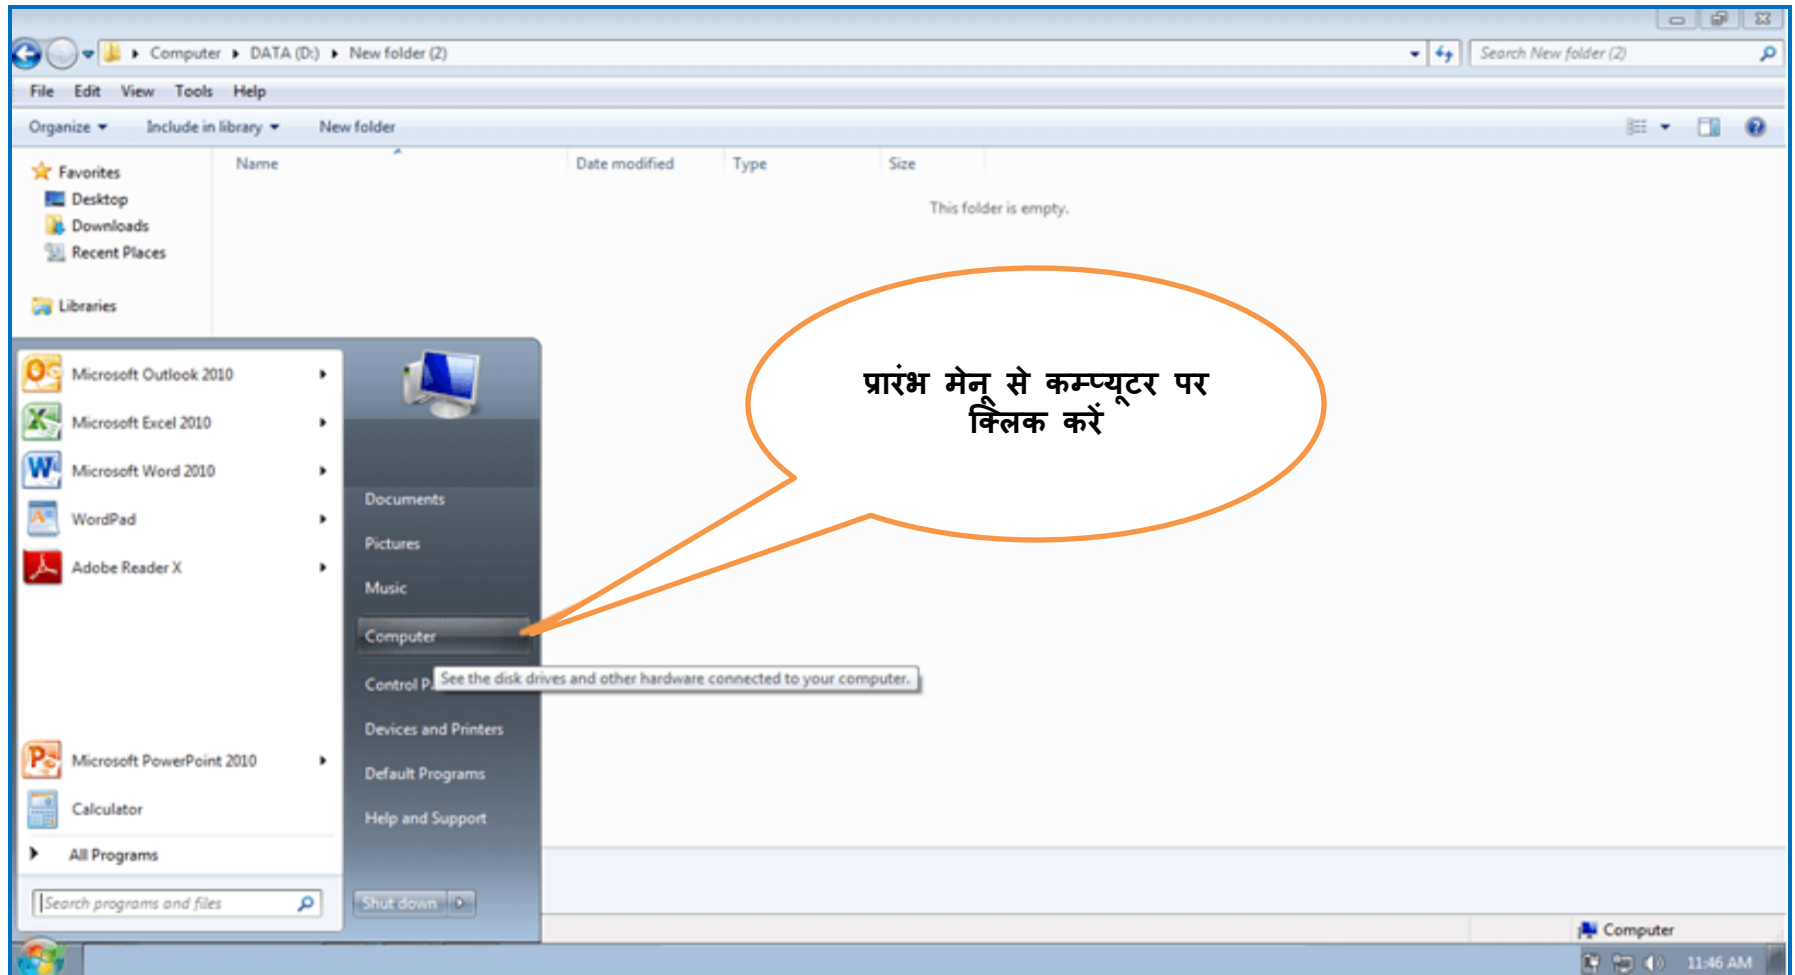 Computer DATA (D:) New folder (2)
Search New folder (2)
File Edit View Tools Help
Organize Include in library New folder
Name Date modified Type Size
This folder is empty.
Favorites
Desktop
Downloads
Recent Places
Libraries
प्रारंभ मेनू से कम्प्यूटर पर
क्लिक करें
Microsoft Outlook 2010
Microsoft Excel 2010
Microsoft Word 2010
WordPad
Adobe Reader X
Microsoft PowerPoint 2010
Calculator
All Programs
Search programs and files
Documents
Pictures
Music
Computer
See the disk drives and other hardware connected to your computer.
Control P
Devices and Printers
Default Programs
Help and Support
Shut down
Computer
11:46 AM